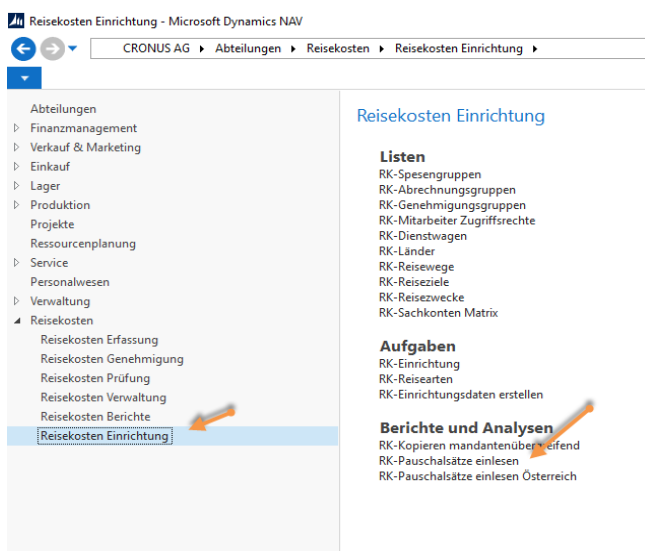 Reisekosten Einrichtung - Microsoft Dynamics NAV
CRONUS AG ▸ Abteilungen ▸ Reisekosten ▸ Reisekosten Einrichtung ▸
Abteilungen
Finanzmanagement
Verkauf & Marketing
Einkauf
Lager
Produktion
Projekte
Ressourcenplanung
Service
Personalwesen
Verwaltung
Reisekosten
Reisekosten Erfassung
Reisekosten Genehmigung
Reisekosten Prüfung
Reisekosten Verwaltung
Reisekosten Berichte
Reisekosten Einrichtung
Reisekosten Einrichtung
Listen
RK-Spesengruppen
RK-Abrechnungsgruppen
RK-Genehmigungsgruppen
RK-Mitarbeiter Zugriffsrechte
RK-Dienstwagen
RK-Länder
RK-Reisewege
RK-Reiseziele
RK-Reisezwecke
RK-Sachkonten Matrix
Aufgaben
RK-Einrichtung
RK-Reisearten
RK-Einrichtungsdaten erstellen
Berichte und Analysen
RK-Kopieren mandantenübergreifend
RK-Pauschalsätze einlesen
RK-Pauschalsätze einlesen Österreich